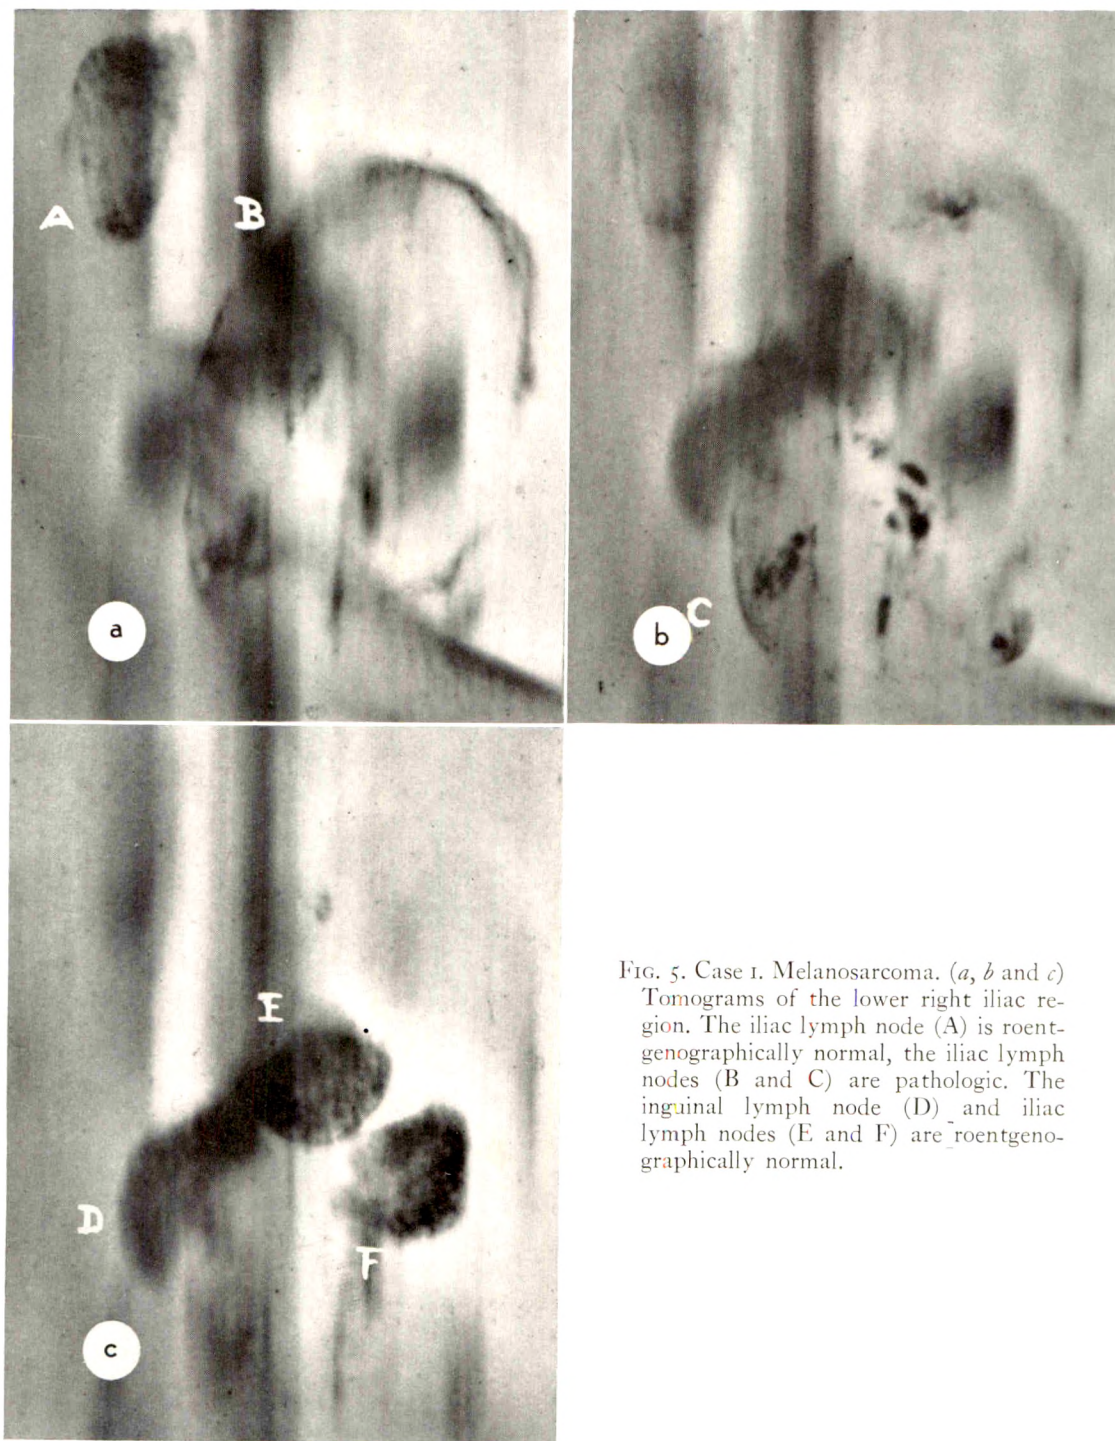 A
B
a
C
b
E
D
F
c
FIG. 5. Case 1. Melanosarcoma. (a, b and c)
Tomograms of the lower right iliac re-
gion. The iliac lymph node (A) is roent-
genographically normal, the iliac lymph
nodes (B and C) are pathologic. The
inguinal lymph node (D) and iliac
lymph nodes (E and F) are roentgeno-
graphically normal.